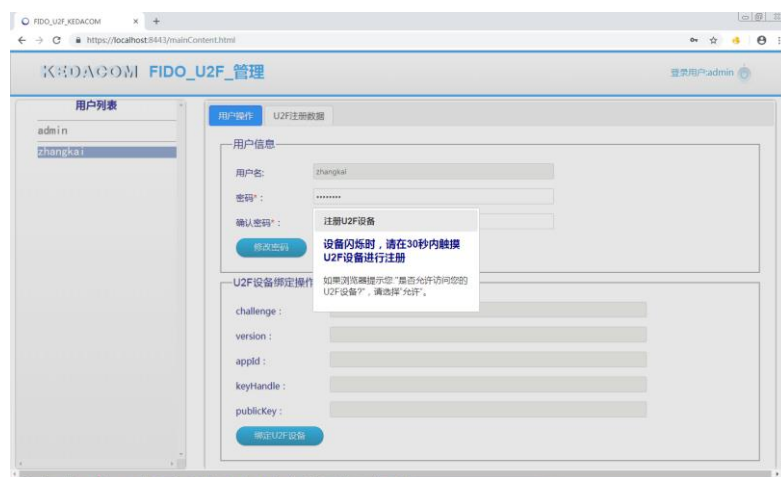 FIDO_U2F_KEDACOM
https://localhost:8443/mainContent.html
KEDACOM FIDO_U2F_管理
登录用户:admin
用户列表
admin
zhangkai
用户操作 U2F注册数据
用户信息
用户名: zhangkai
密码*：
确认密码*：
修改密码
注册U2F设备
设备闪烁时，请在30秒内触摸
U2F设备进行注册
如果浏览器提示您"是否允许访问您的
U2F设备?"，请选择"允许"。
U2F设备绑定操作
challenge：
version：
appId：
keyHandle：
publicKey：
绑定U2F设备